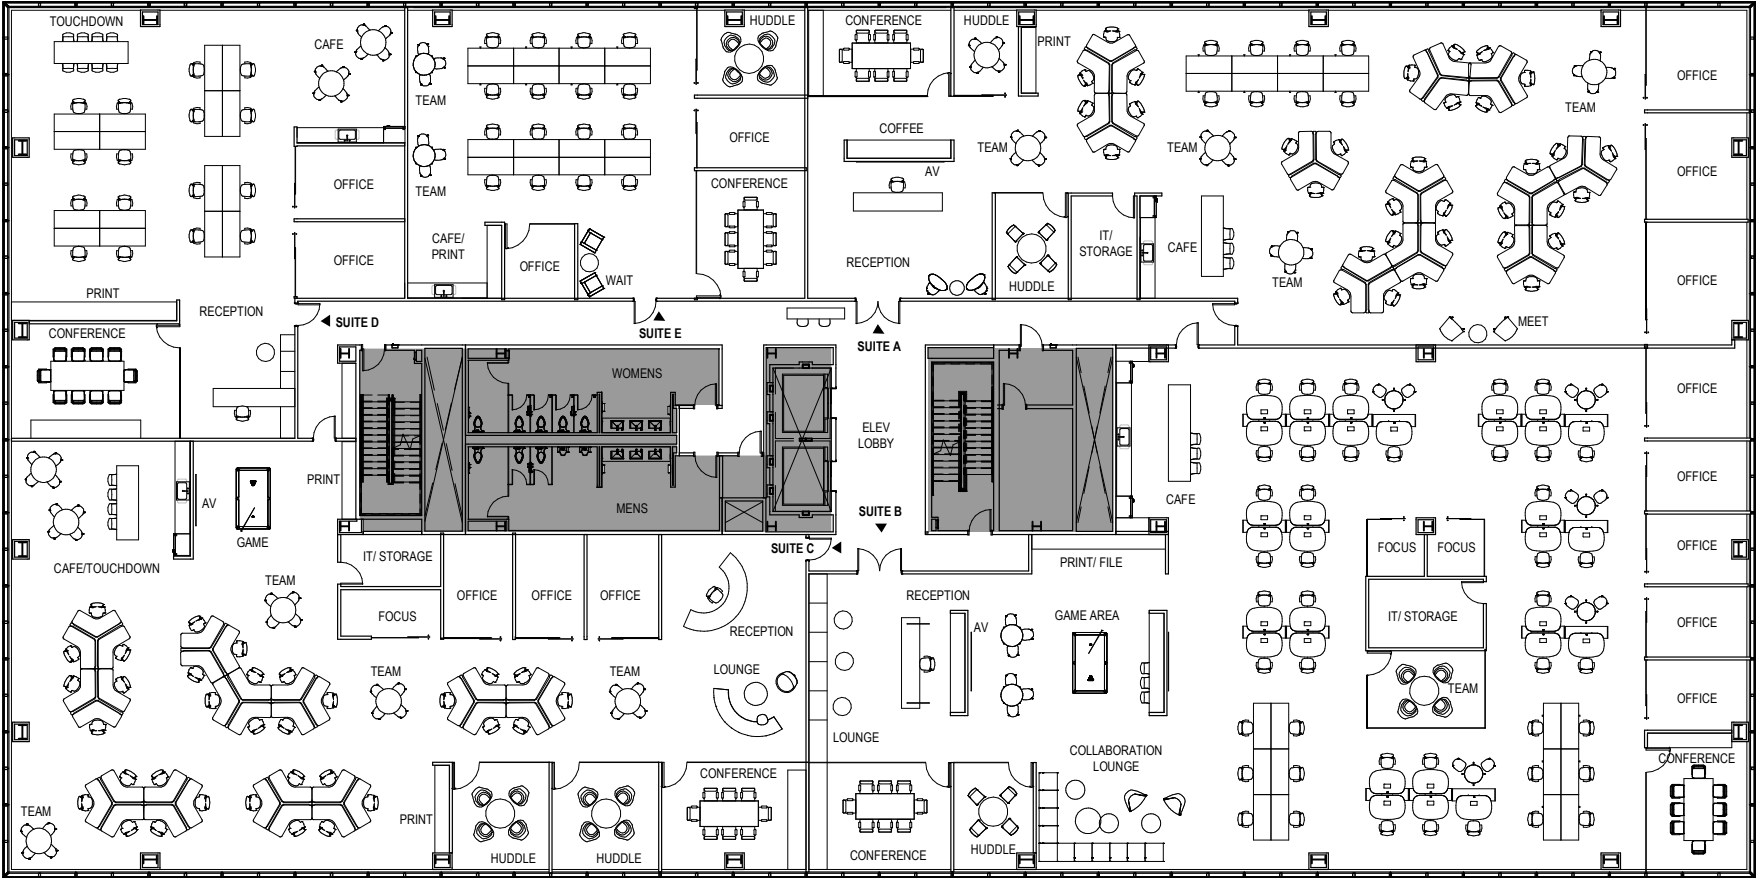 TOUCHDOWN
CAFE
TEAM
TEAM
HUDDLE
CONFERENCE
HUDDLE
PRINT
TEAM
OFFICE
OFFICE
OFFICE
COFFEE
AV
TEAM
TEAM
OFFICE
OFFICE
OFFICE
CONFERENCE
CAFE/
PRINT
OFFICE
WAIT
RECEPTION
HUDDLE
IT/
STORAGE
CAFE
TEAM
OFFICE
PRINT
RECEPTION
CONFERENCE
SUITE D
SUITE E
SUITE A
MEET
WOMENS
MENS
ELEV
LOBBY
SUITE B
SUITE C
CAFE
OFFICE
OFFICE
OFFICE
OFFICE
OFFICE
PRINT
AV
GAME
CAFE/TOUCHDOWN
TEAM
IT/ STORAGE
FOCUS
OFFICE
OFFICE
OFFICE
RECEPTION
LOUNGE
TEAM
TEAM
PRINT/ FILE
RECEPTION
AV
GAME AREA
FOCUS
FOCUS
IT/ STORAGE
TEAM
LOUNGE
COLLABORATION
LOUNGE
CONFERENCE
TEAM
PRINT
HUDDLE
HUDDLE
CONFERENCE
CONFERENCE
HUDDLE